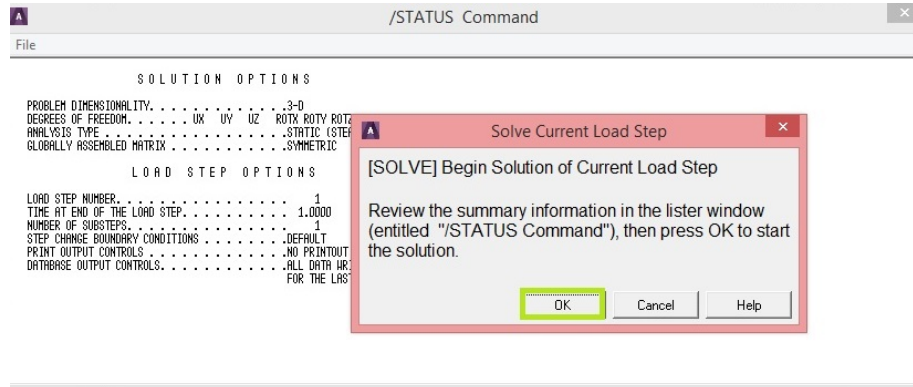 /STATUS Command
File
SOLUTION OPTIONS
PROBLEM DIMENSIONALITY. . . . . . . . . . . . .3-D
DEGREES OF FREEDOM. . . . . . UX UY UZ ROTX ROTY ROTZ
ANALYSIS TYPE . . . . . . . . . . . . . . . . .STATIC (STE
GLOBALLY ASSEMBLED MATRIX . . . . . . . . . . .SYMMETRIC
LOAD STEP OPTIONS
LOAD STEP NUMBER. . . . . . . . . . . . . . . . 1
TIME AT END OF THE LOAD STEP. . . . . . . . . . 1.0000
NUMBER OF SUBSTEPS. . . . . . . . . . . . . . . 1
STEP CHANGE BOUNDARY CONDITIONS . . . . . . . .DEFAULT
PRINT OUTPUT CONTROLS . . . . . . . . . . . . .NO PRINTOUT
DATABASE OUTPUT CONTROLS. . . . . . . . . . . .ALL DATA WRI
FOR THE LAS
Solve Current Load Step
[SOLVE] Begin Solution of Current Load Step
Review the summary information in the lister window
(entitled "/STATUS Command"), then press OK to start
the solution.
OK Cancel Help